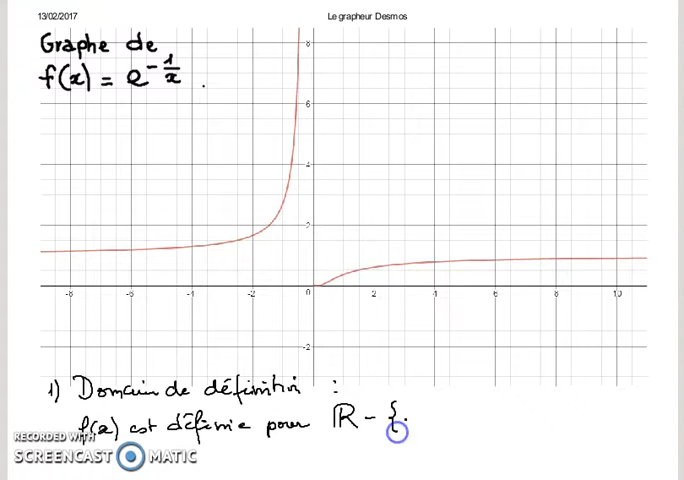 13/02/2017 Le grapheur Desmos
Graphe de
f(x) = e^-1/x .
8
6
4
2
-8 -6 -4 -2 0 2 4 6 8 10
-2
1) Domaine de définition :
f(x) est définie pour ℝ - {.
RECORDED WITH
SCREENCAST MATIC